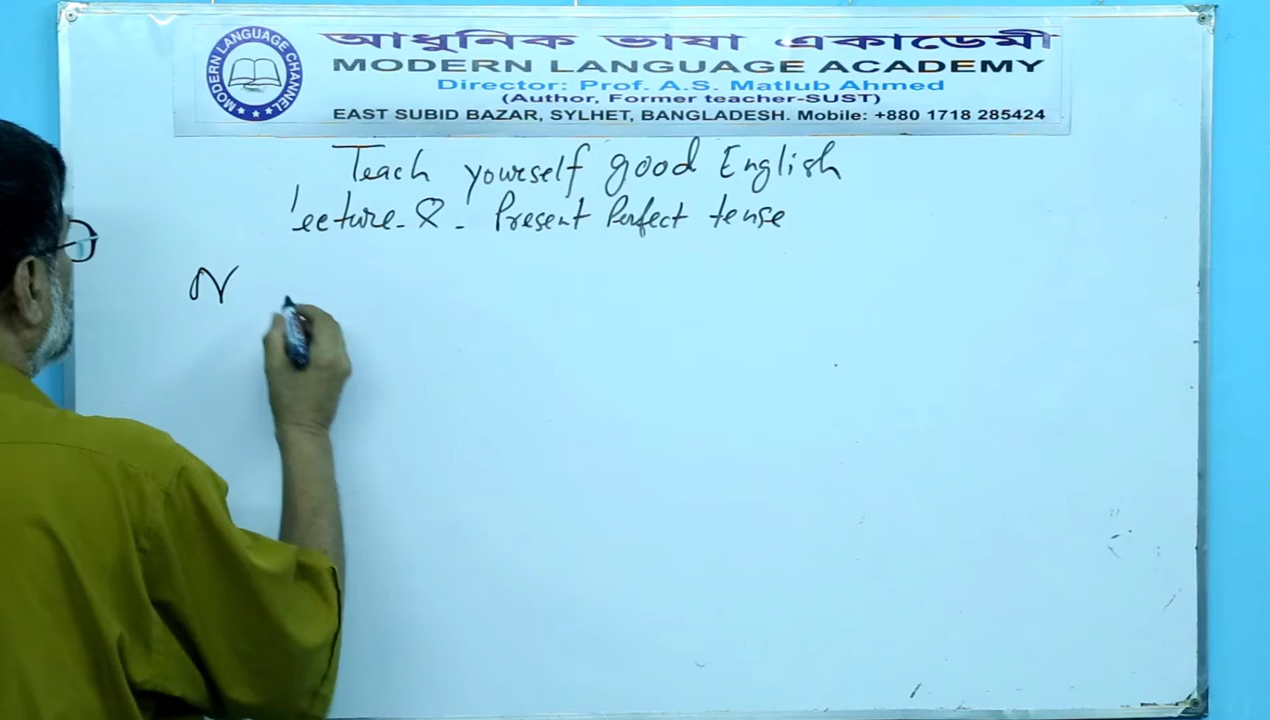 MODERN LANGUAGE CHANNEL
আধুনিক ভাষা একাডেমী
MODERN LANGUAGE ACADEMY
Director: Prof. A.S. Matlub Ahmed
(Author, Former teacher-SUST)
EAST SUBID BAZAR, SYLHET, BANGLADESH. Mobile: +880 1718 285424
Teach yourself good English
Lecture-8 - Present Perfect tense